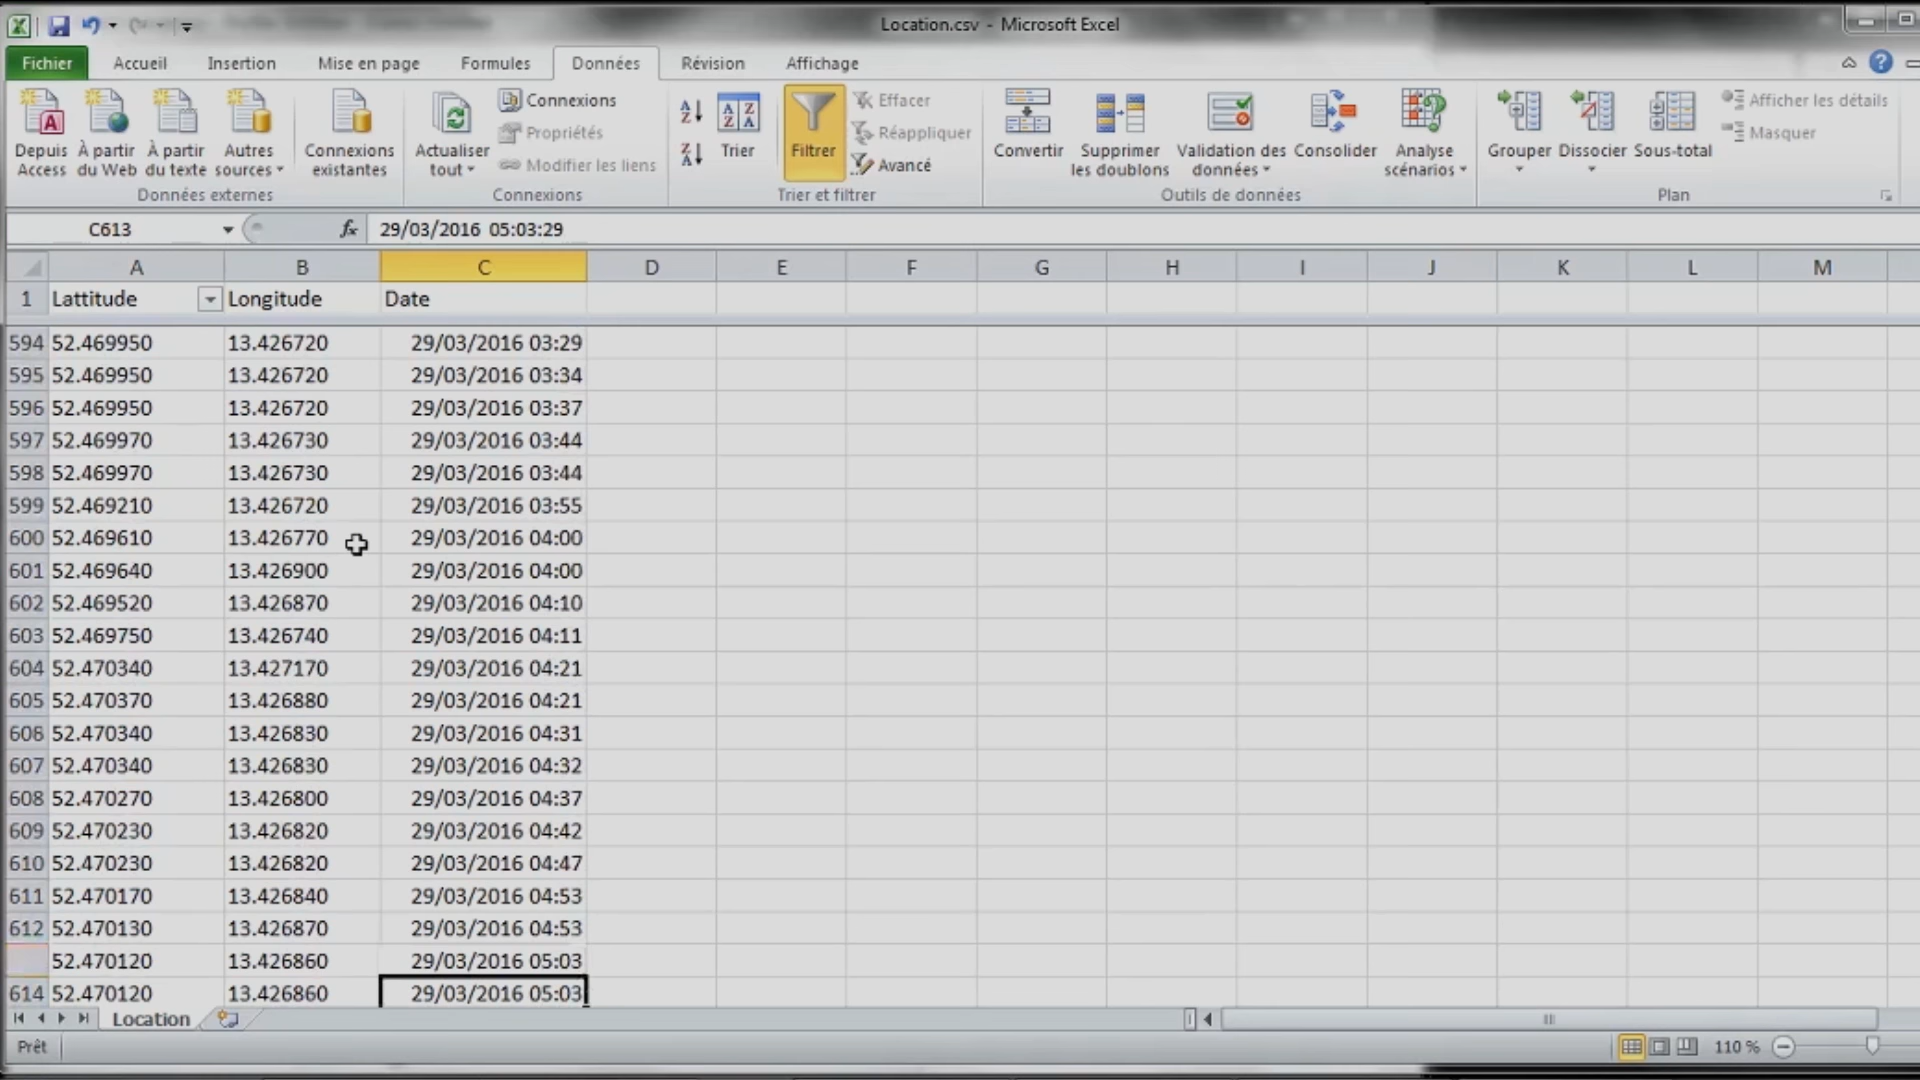 Location.csv - Microsoft Excel
Fichier Accueil Insertion Mise en page Formules Données Révision Affichage
Depuis Access À partir du Web À partir du texte Autres sources Connexions existantes Actualiser tout Connexions Propriétés Modifier les liens Trier Filtrer Effacer Réappliquer Avancé Convertir Supprimer les doublons Validation des données Consolider Analyse scénarios Grouper Dissocier Sous-total Afficher les détails Masquer
Données externes Connexions Trier et filtrer Outils de données Plan
C613 fx 29/03/2016 05:03:29
A B C D E F G H I J K L M
1 Lattitude Longitude Date
594 52.469950 13.426720 29/03/2016 03:29
595 52.469950 13.426720 29/03/2016 03:34
596 52.469950 13.426720 29/03/2016 03:37
597 52.469970 13.426730 29/03/2016 03:44
598 52.469970 13.426730 29/03/2016 03:44
599 52.469210 13.426720 29/03/2016 03:55
600 52.469610 13.426770 29/03/2016 04:00
601 52.469640 13.426900 29/03/2016 04:00
602 52.469520 13.426870 29/03/2016 04:10
603 52.469750 13.426740 29/03/2016 04:11
604 52.470340 13.427170 29/03/2016 04:21
605 52.470370 13.426880 29/03/2016 04:21
606 52.470340 13.426830 29/03/2016 04:31
607 52.470340 13.426830 29/03/2016 04:32
608 52.470270 13.426800 29/03/2016 04:37
609 52.470230 13.426820 29/03/2016 04:42
610 52.470230 13.426820 29/03/2016 04:47
611 52.470170 13.426840 29/03/2016 04:53
612 52.470130 13.426870 29/03/2016 04:53
52.470120 13.426860 29/03/2016 05:03
614 52.470120 13.426860 29/03/2016 05:03
Location
Prêt 110 %